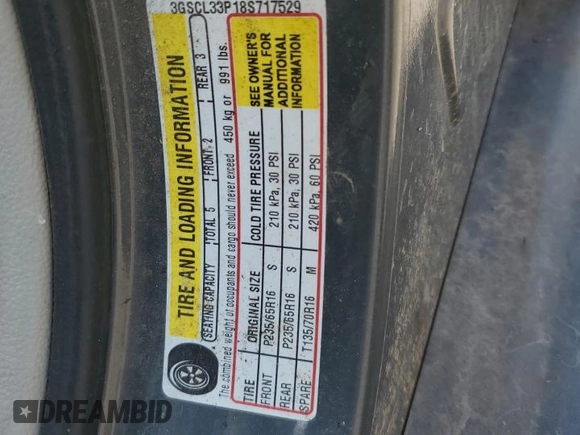 3GSCL33P18S717529
TIRE AND LOADING INFORMATION
SEATING CAPACITY TOTAL 5 FRONT 2 REAR 3
The combined weight of occupants and cargo should never exceed 450 kg or 991 lbs.
TIRE ORIGINAL SIZE COLD TIRE PRESSURE
FRONT P235/65R16 S 210 kPa, 30 PSI
REAR P235/65R16 S 210 kPa, 30 PSI
SPARE T135/70R16 M 420 kPa, 60 PSI
SEE OWNER'S
MANUAL FOR
ADDITIONAL
INFORMATION
DREAMBID